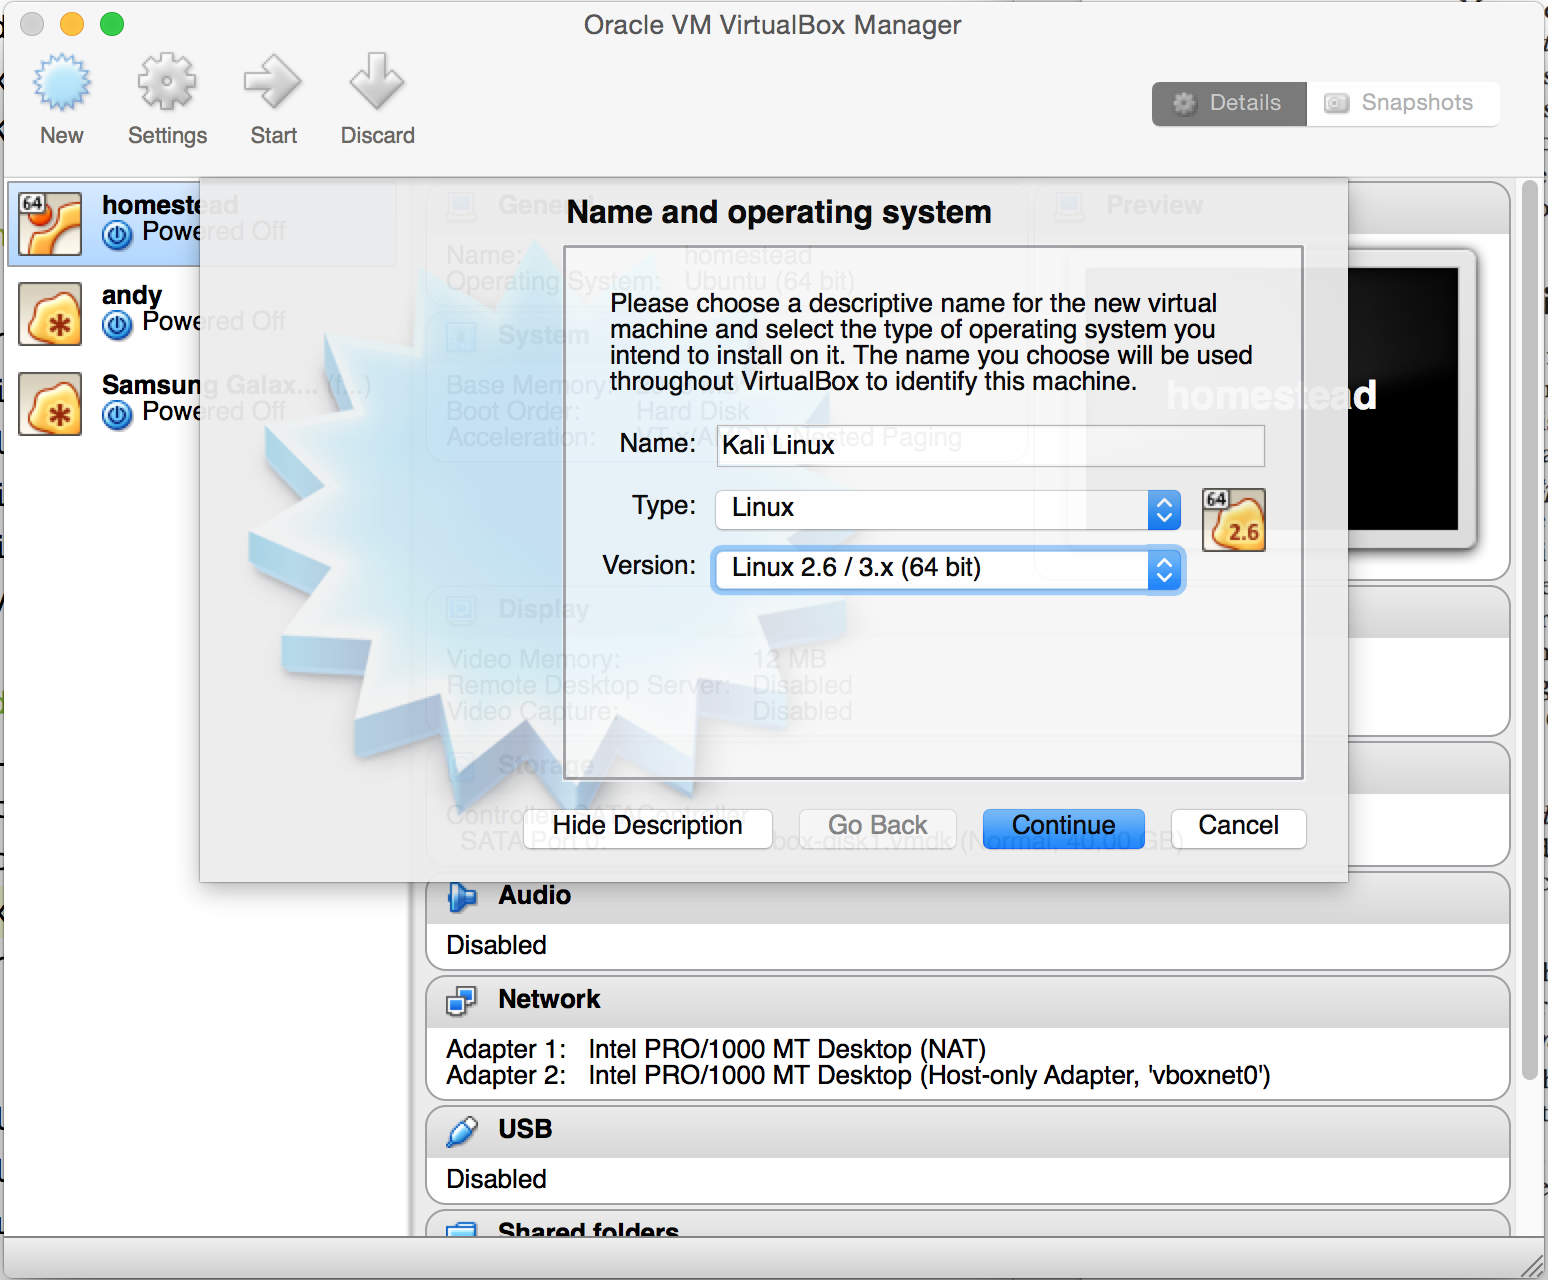 Oracle VM VirtualBox Manager
New
Settings
Start
Discard
Details
Snapshots
64
homestead
Powered Off
andy
Powered Off
Samsung Galax... (f...)
Powered Off
General
Name: homestead
Operating System: Ubuntu (64 bit)
System
Base Memory:
Boot Order: Hard Disk
Acceleration: VT-x/AMD-V, Nested Paging
Preview
homestead
Display
Video Memory: 12 MB
Remote Desktop Server: Disabled
Video Capture: Disabled
Storage
Controller: SATAController
SATA Port 0: box-disk1.vmdk (Normal, 40,00 GB)
Name and operating system
Please choose a descriptive name for the new virtual
machine and select the type of operating system you
intend to install on it. The name you choose will be used
throughout VirtualBox to identify this machine.
Name: Kali Linux
Type: Linux
64
2.6
Version: Linux 2.6 / 3.x (64 bit)
Hide Description
Go Back
Continue
Cancel
Audio
Disabled
Network
Adapter 1: Intel PRO/1000 MT Desktop (NAT)
Adapter 2: Intel PRO/1000 MT Desktop (Host-only Adapter, 'vboxnet0')
USB
Disabled
Shared folders